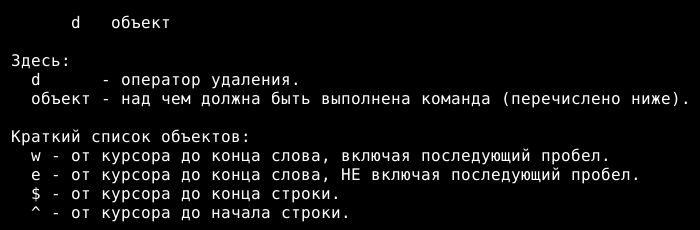 d объект
Здесь:
d - оператор удаления.
объект - над чем должна быть выполнена команда (перечислено ниже).
Краткий список объектов:
w - от курсора до конца слова, включая последующий пробел.
e - от курсора до конца слова, НЕ включая последующий пробел.
$ - от курсора до конца строки.
^ - от курсора до начала строки.